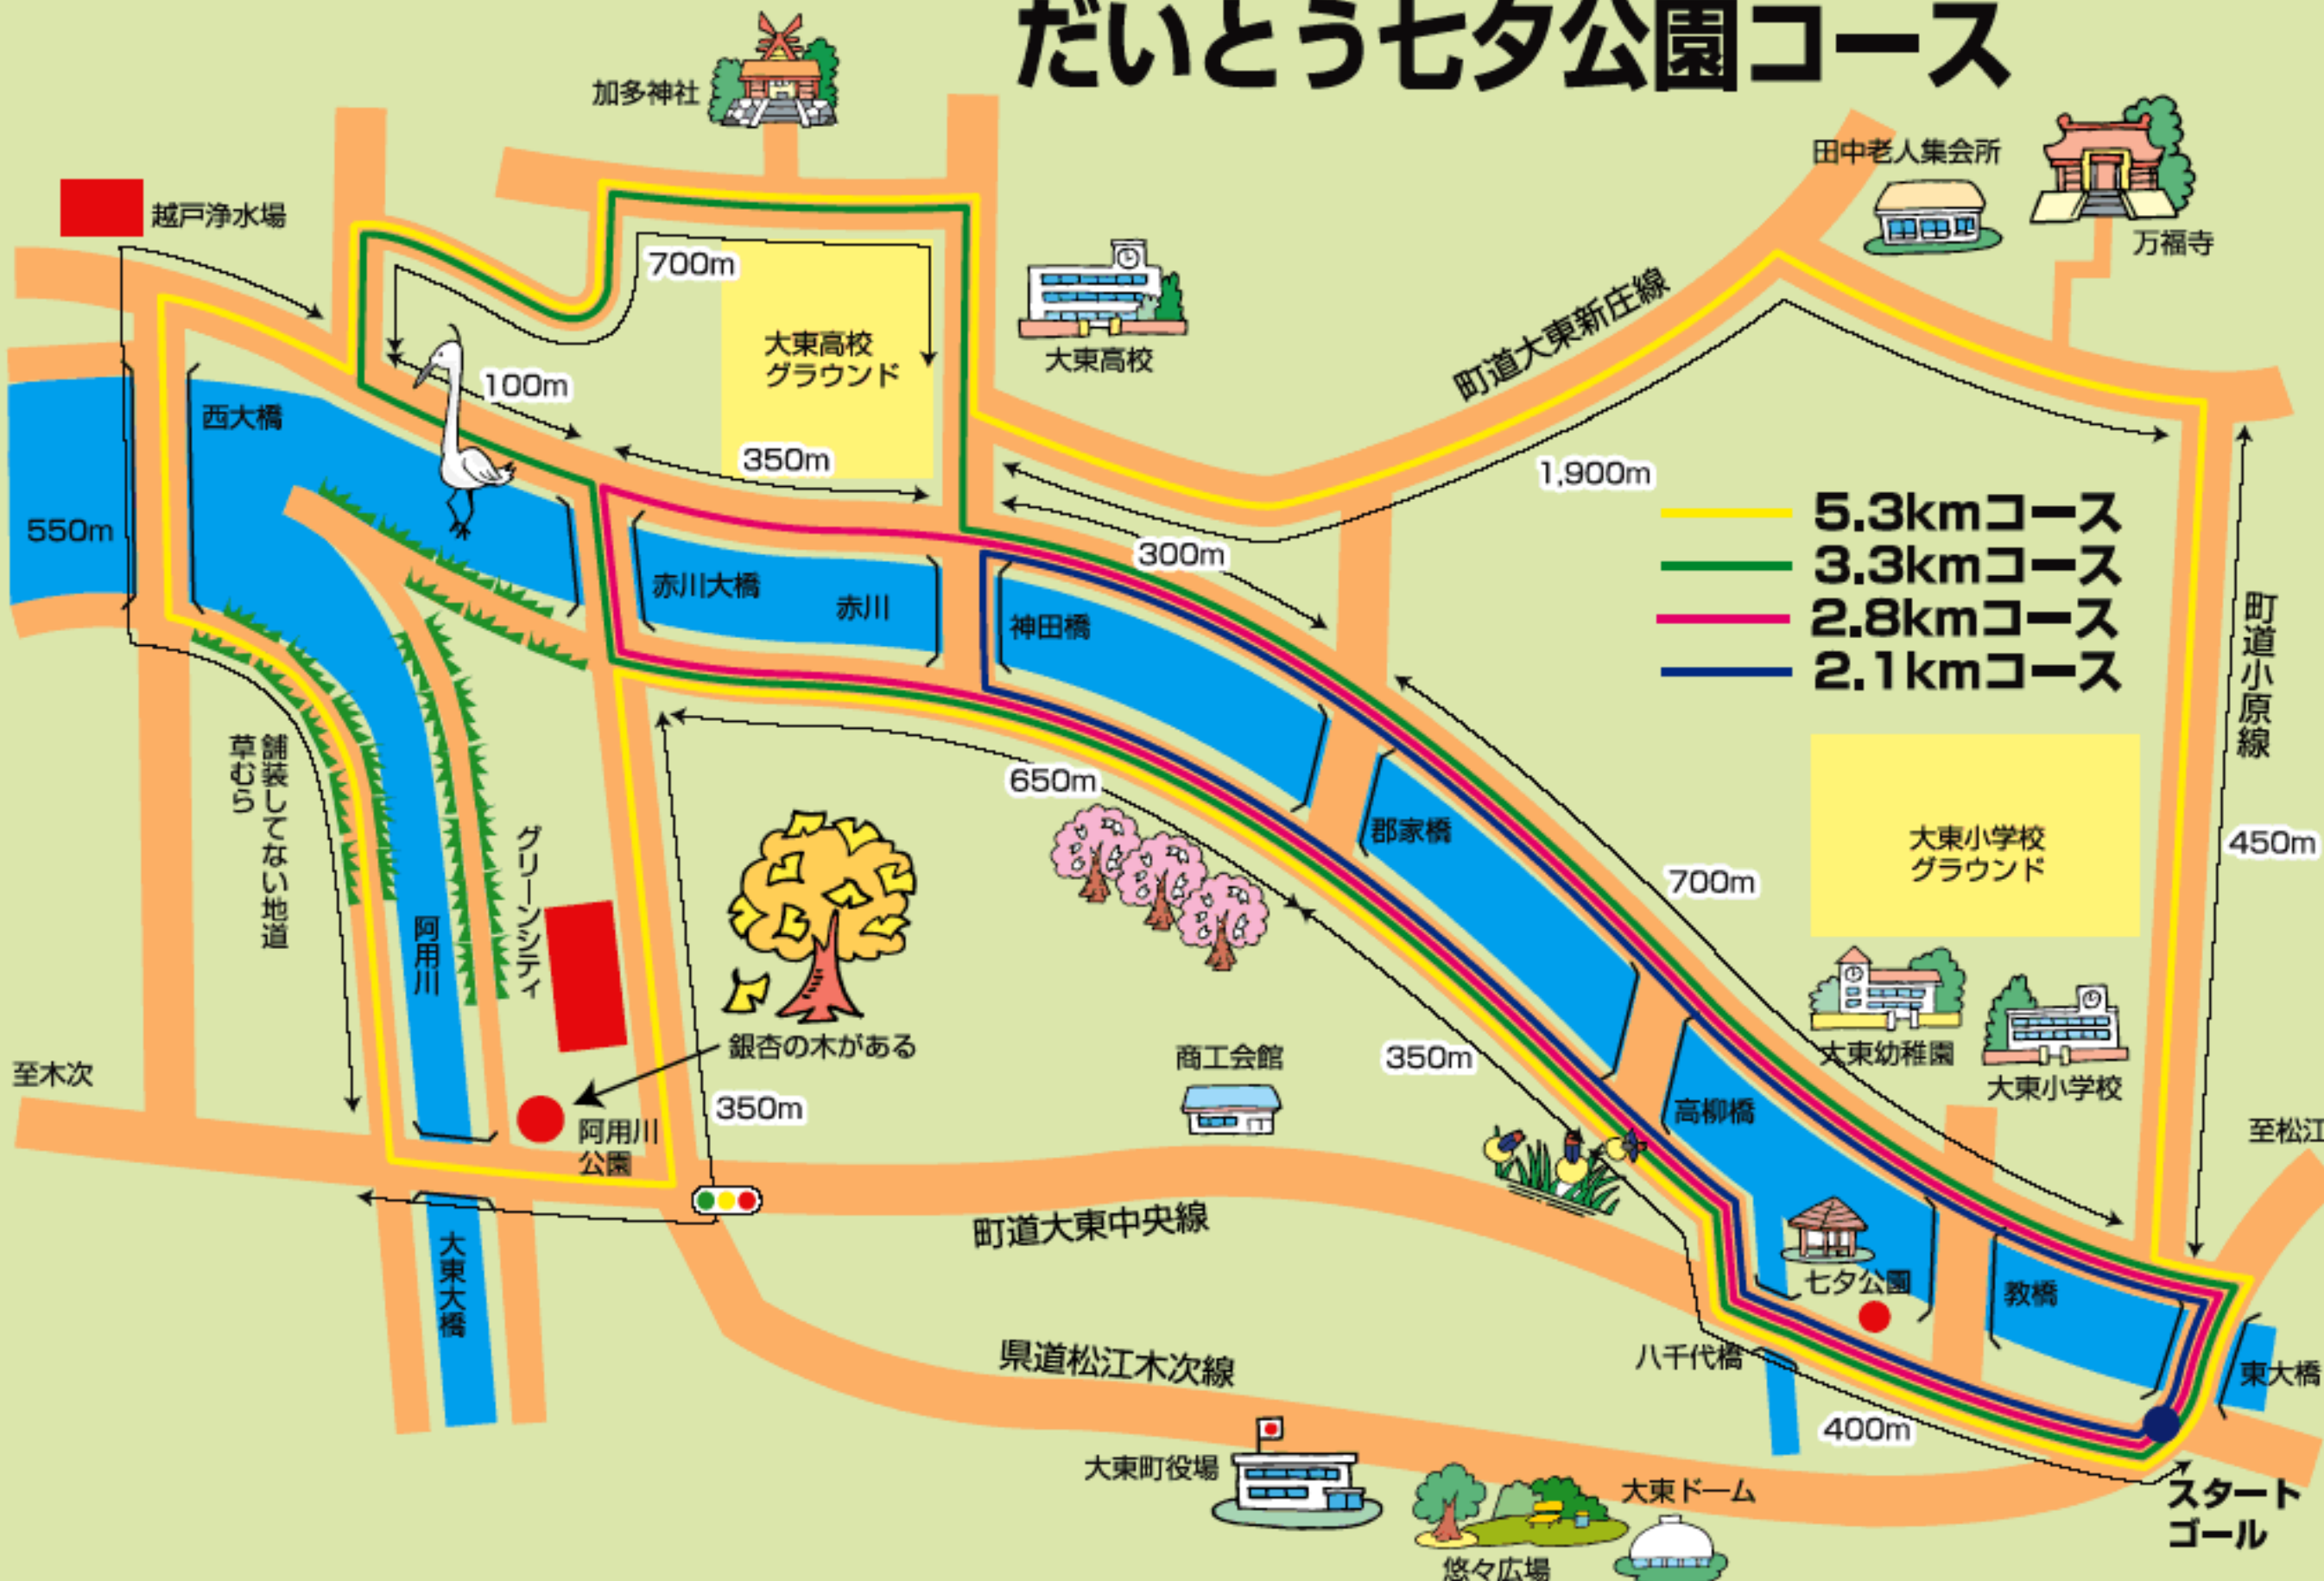 だいとう七夕公園コース
加多神社
田中老人集会所
万福寺
越戸浄水場
700m
大東高校
グラウンド
大東高校
町道大東新庄線
100m
西大橋
350m
1,900m
5.3kmコース
3.3kmコース
2.8kmコース
2.1kmコース
550m
300m
赤川大橋
赤川
神田橋
町道小原線
舗装してない地道
草むら
650m
郡家橋
大東小学校
グラウンド
450m
700m
グリーンシティ
阿用川
銀杏の木がある
商工会館
350m
大東幼稚園
大東小学校
至木次
350m
高柳橋
至松江
阿用川
公園
町道大東中央線
大東大橋
七夕公園
教橋
県道松江木次線
八千代橋
東大橋
400m
大東町役場
大東ドーム
悠々広場
スタート
ゴール